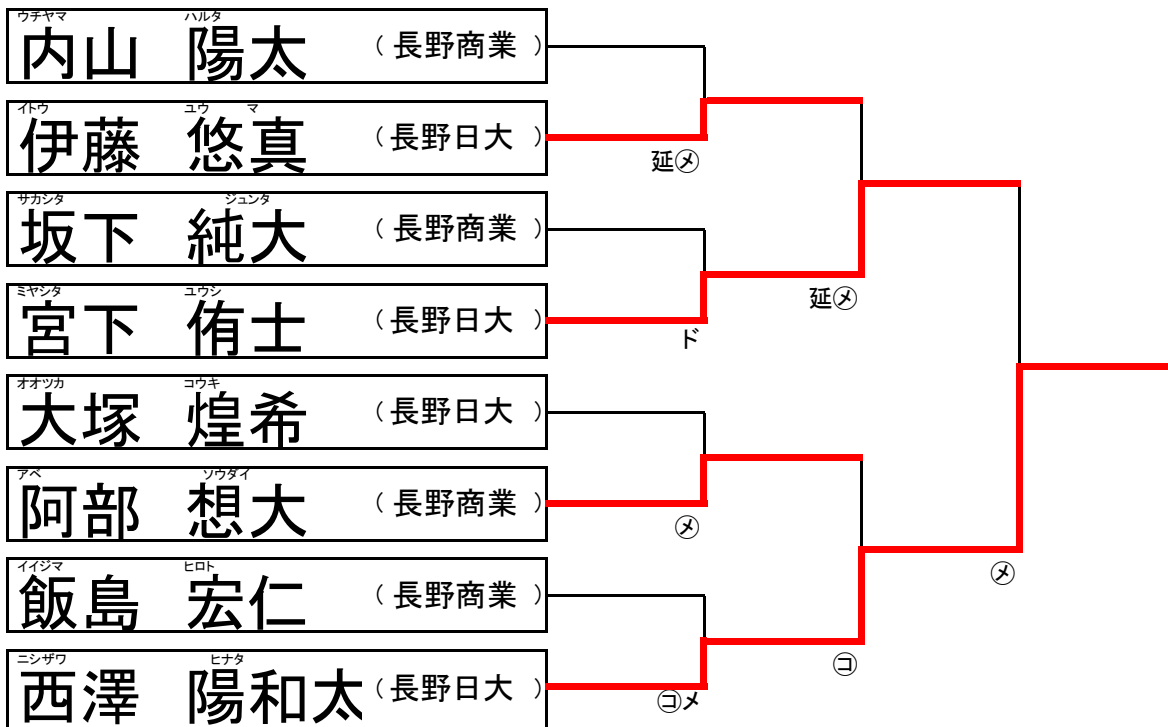 ウチヤマ ハルタ
内山 陽太 (長野商業)
イトウ ユウ マ
伊藤 悠真 (長野日大)
延㋱
サカシタ ジュンタ
坂下 純大 (長野商業)
ミヤシタ ユウシ
宮下 侑士 (長野日大)
延㋱
ド
オオツカ コウキ
大塚 煌希 (長野日大)
アベ ソウダイ
阿部 想大 (長野商業)
㋱
イイジマ ヒロト
飯島 宏仁 (長野商業)
㋱
ニシザワ ヒナタ
西澤 陽和太 (長野日大)
㋙
㋙メ